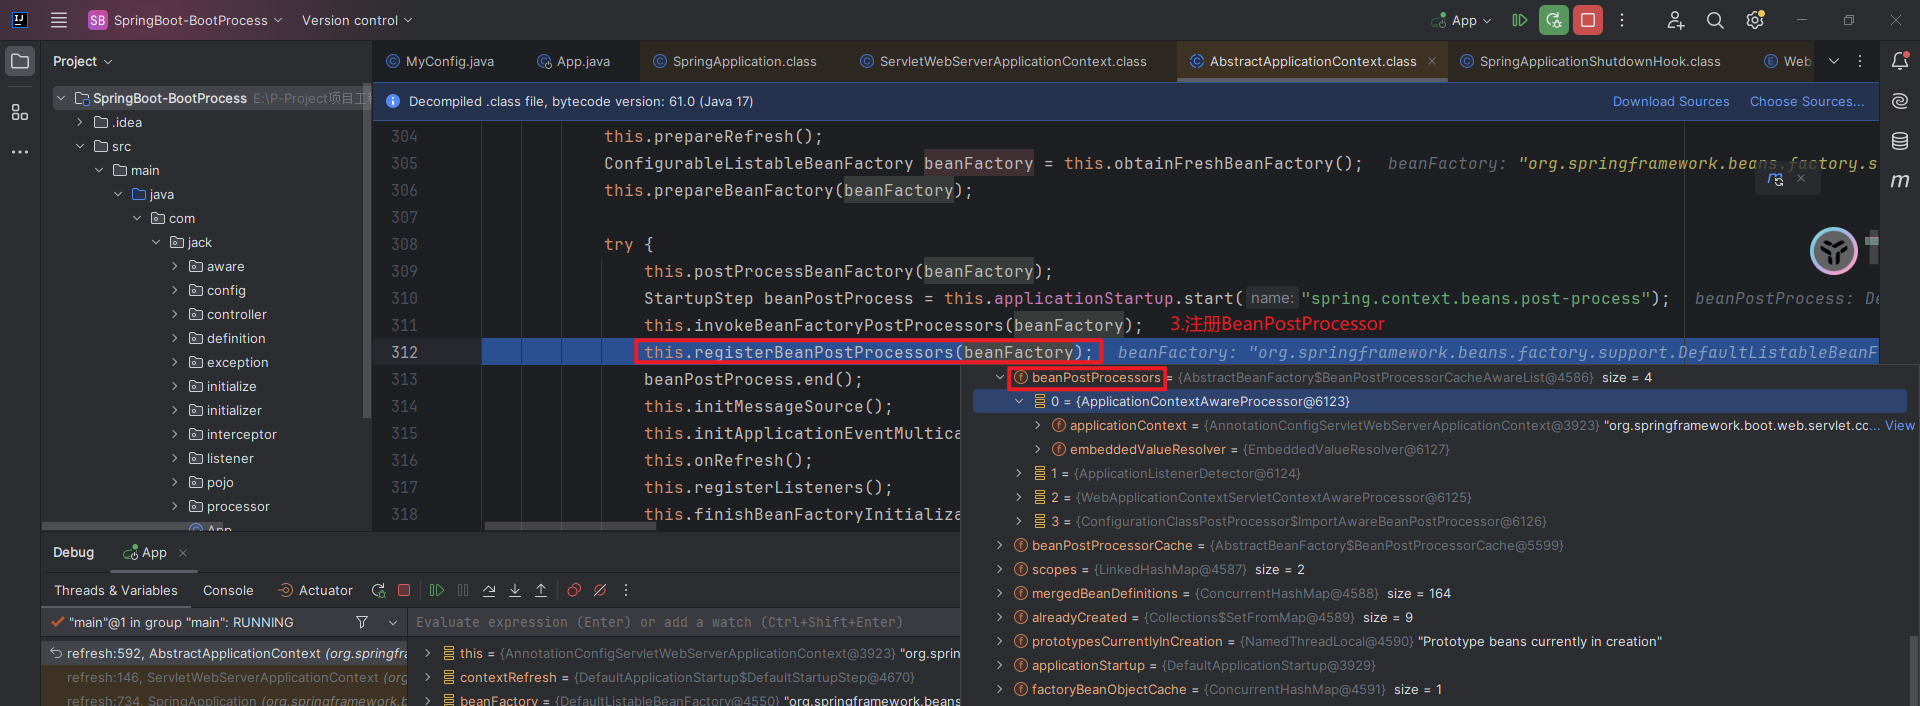 SB SpringBoot-BootProcess Version control App
Project MyConfig.java App.java SpringApplication.class ServletWebServerApplicationContext.class AbstractApplicationContext.class SpringApplicationShutdownHook.class Web
SpringBoot-BootProcess E:\P-Project项目工程
Decompiled .class file, bytecode version: 61.0 (Java 17) Download Sources Choose Sources...
.idea
src
main
java
com
jack
aware
config
controller
definition
exception
initialize
initializer
interceptor
listener
pojo
processor
App
304 this.prepareRefresh();
305 ConfigurableListableBeanFactory beanFactory = this.obtainFreshBeanFactory(); beanFactory: "org.springframework.beans.factory.s
306 this.prepareBeanFactory(beanFactory);
307
308 try {
309 this.postProcessBeanFactory(beanFactory);
310 StartupStep beanPostProcess = this.applicationStartup.start( name: "spring.context.beans.post-process"); beanPostProcess: De
311 this.invokeBeanFactoryPostProcessors(beanFactory); 3.注册BeanPostProcessor
312 this.registerBeanPostProcessors(beanFactory); beanFactory: "org.springframework.beans.factory.support.DefaultListableBeanF
313 beanPostProcess.end();
314 this.initMessageSource();
315 this.initApplicationEventMultica
316 this.onRefresh();
317 this.registerListeners();
318 this.finishBeanFactoryInitializa
beanPostProcessors = {AbstractBeanFactory$BeanPostProcessorCacheAwareList@4586} size = 4
0 = {ApplicationContextAwareProcessor@6123}
applicationContext = {AnnotationConfigServletWebServerApplicationContext@3923} "org.springframework.boot.web.servlet.cc... View
embeddedValueResolver = {EmbeddedValueResolver@6127}
1 = {ApplicationListenerDetector@6124}
2 = {WebApplicationContextServletContextAwareProcessor@6125}
3 = {ConfigurationClassPostProcessor$ImportAwareBeanPostProcessor@6126}
beanPostProcessorCache = {AbstractBeanFactory$BeanPostProcessorCache@5599}
scopes = {LinkedHashMap@4587} size = 2
mergedBeanDefinitions = {ConcurrentHashMap@4588} size = 164
alreadyCreated = {Collections$SetFromMap@4589} size = 9
prototypesCurrentlyInCreation = {NamedThreadLocal@4590} "Prototype beans currently in creation"
applicationStartup = {DefaultApplicationStartup@3929}
factoryBeanObjectCache = {ConcurrentHashMap@4591} size = 1
Debug App
Threads & Variables Console Actuator
"main"@1 in group "main": RUNNING Evaluate expression (Enter) or add a watch (Ctrl+Shift+Enter)
refresh:592, AbstractApplicationContext (org.springfra
refresh:146, ServletWebServerApplicationContext (org
refresh:734, SpringApplication (org.springframework.b
this = {AnnotationConfigServletWebServerApplicationContext@3923} "org.sprin
contextRefresh = {DefaultApplicationStartup$DefaultStartupStep@4670}
beanFactory = {DefaultListableBeanFactory@4550} "org.springframework.beans